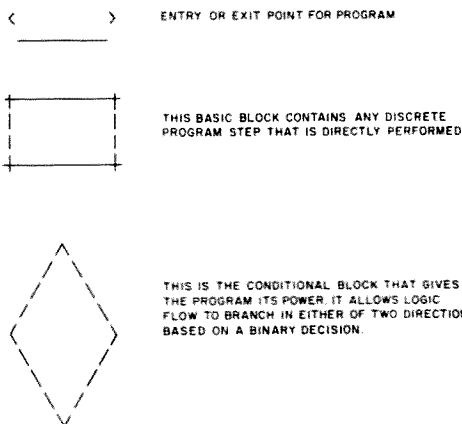 ENTRY OR EXIT POINT FOR PROGRAM
THIS BASIC BLOCK CONTAINS ANY DISCRETE
PROGRAM STEP THAT IS DIRECTLY PERFORMED
THIS IS THE CONDITIONAL BLOCK THAT GIVES
THE PROGRAM ITS POWER. IT ALLOWS LOGIC
FLOW TO BRANCH IN EITHER OF TWO DIRECTIO
BASED ON A BINARY DECISION.